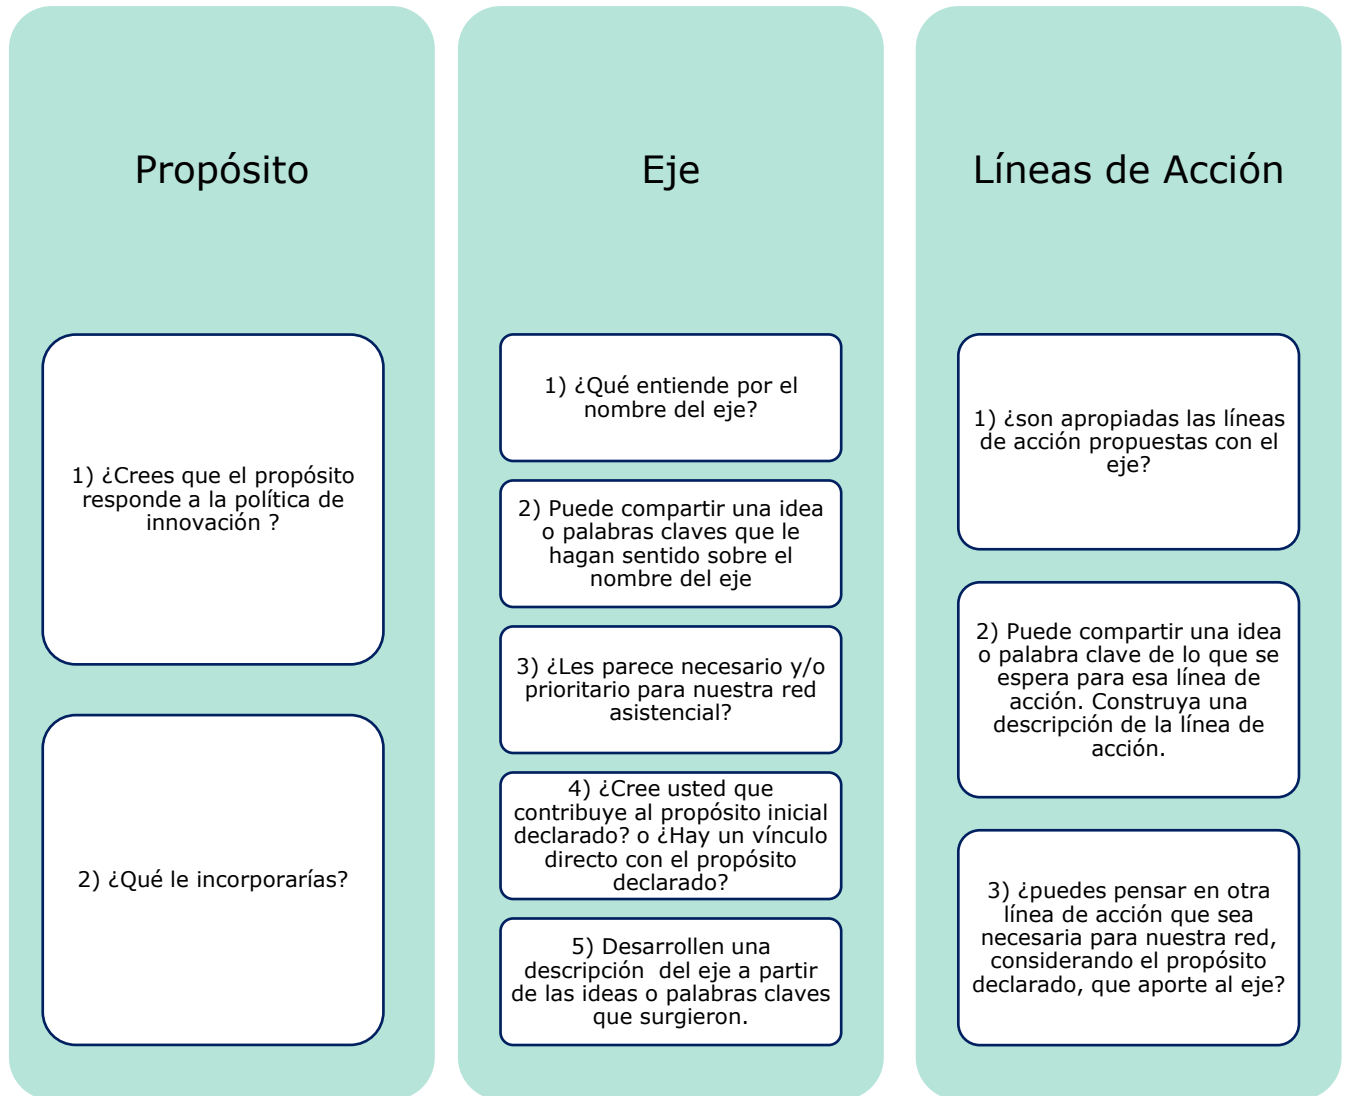 Propósito
1) ¿Crees que el propósito
responde a la política de
innovación ?
2) ¿Qué le incorporarías?
Eje
1) ¿Qué entiende por el
nombre del eje?
2) Puede compartir una idea
o palabras claves que le
hagan sentido sobre el
nombre del eje
3) ¿Les parece necesario y/o
prioritario para nuestra red
asistencial?
4) ¿Cree usted que
contribuye al propósito inicial
declarado? o ¿Hay un vínculo
directo con el propósito
declarado?
5) Desarrollen una
descripción  del eje a partir
de las ideas o palabras claves
que surgieron.
Líneas de Acción
1) ¿son apropiadas las líneas
de acción propuestas con el
eje?
2) Puede compartir una idea
o palabra clave de lo que se
espera para esa línea de
acción. Construya una
descripción de la línea de
acción.
3) ¿puedes pensar en otra
línea de acción que sea
necesaria para nuestra red,
considerando el propósito
declarado, que aporte al eje?